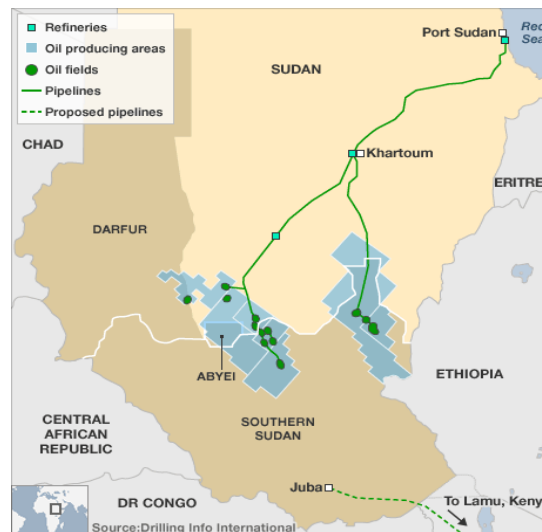 Refineries
Oil producing areas
Oil fields
Pipelines
Proposed pipelines
Port Sudan
Red
Sea
SUDAN
CHAD
Khartoum
ERITRE
DARFUR
ABYEI
ETHIOPIA
CENTRAL
AFRICAN
REPUBLIC
SOUTHERN
SUDAN
Juba
To Lamu, Keny
DR CONGO
Source:Drilling Info International